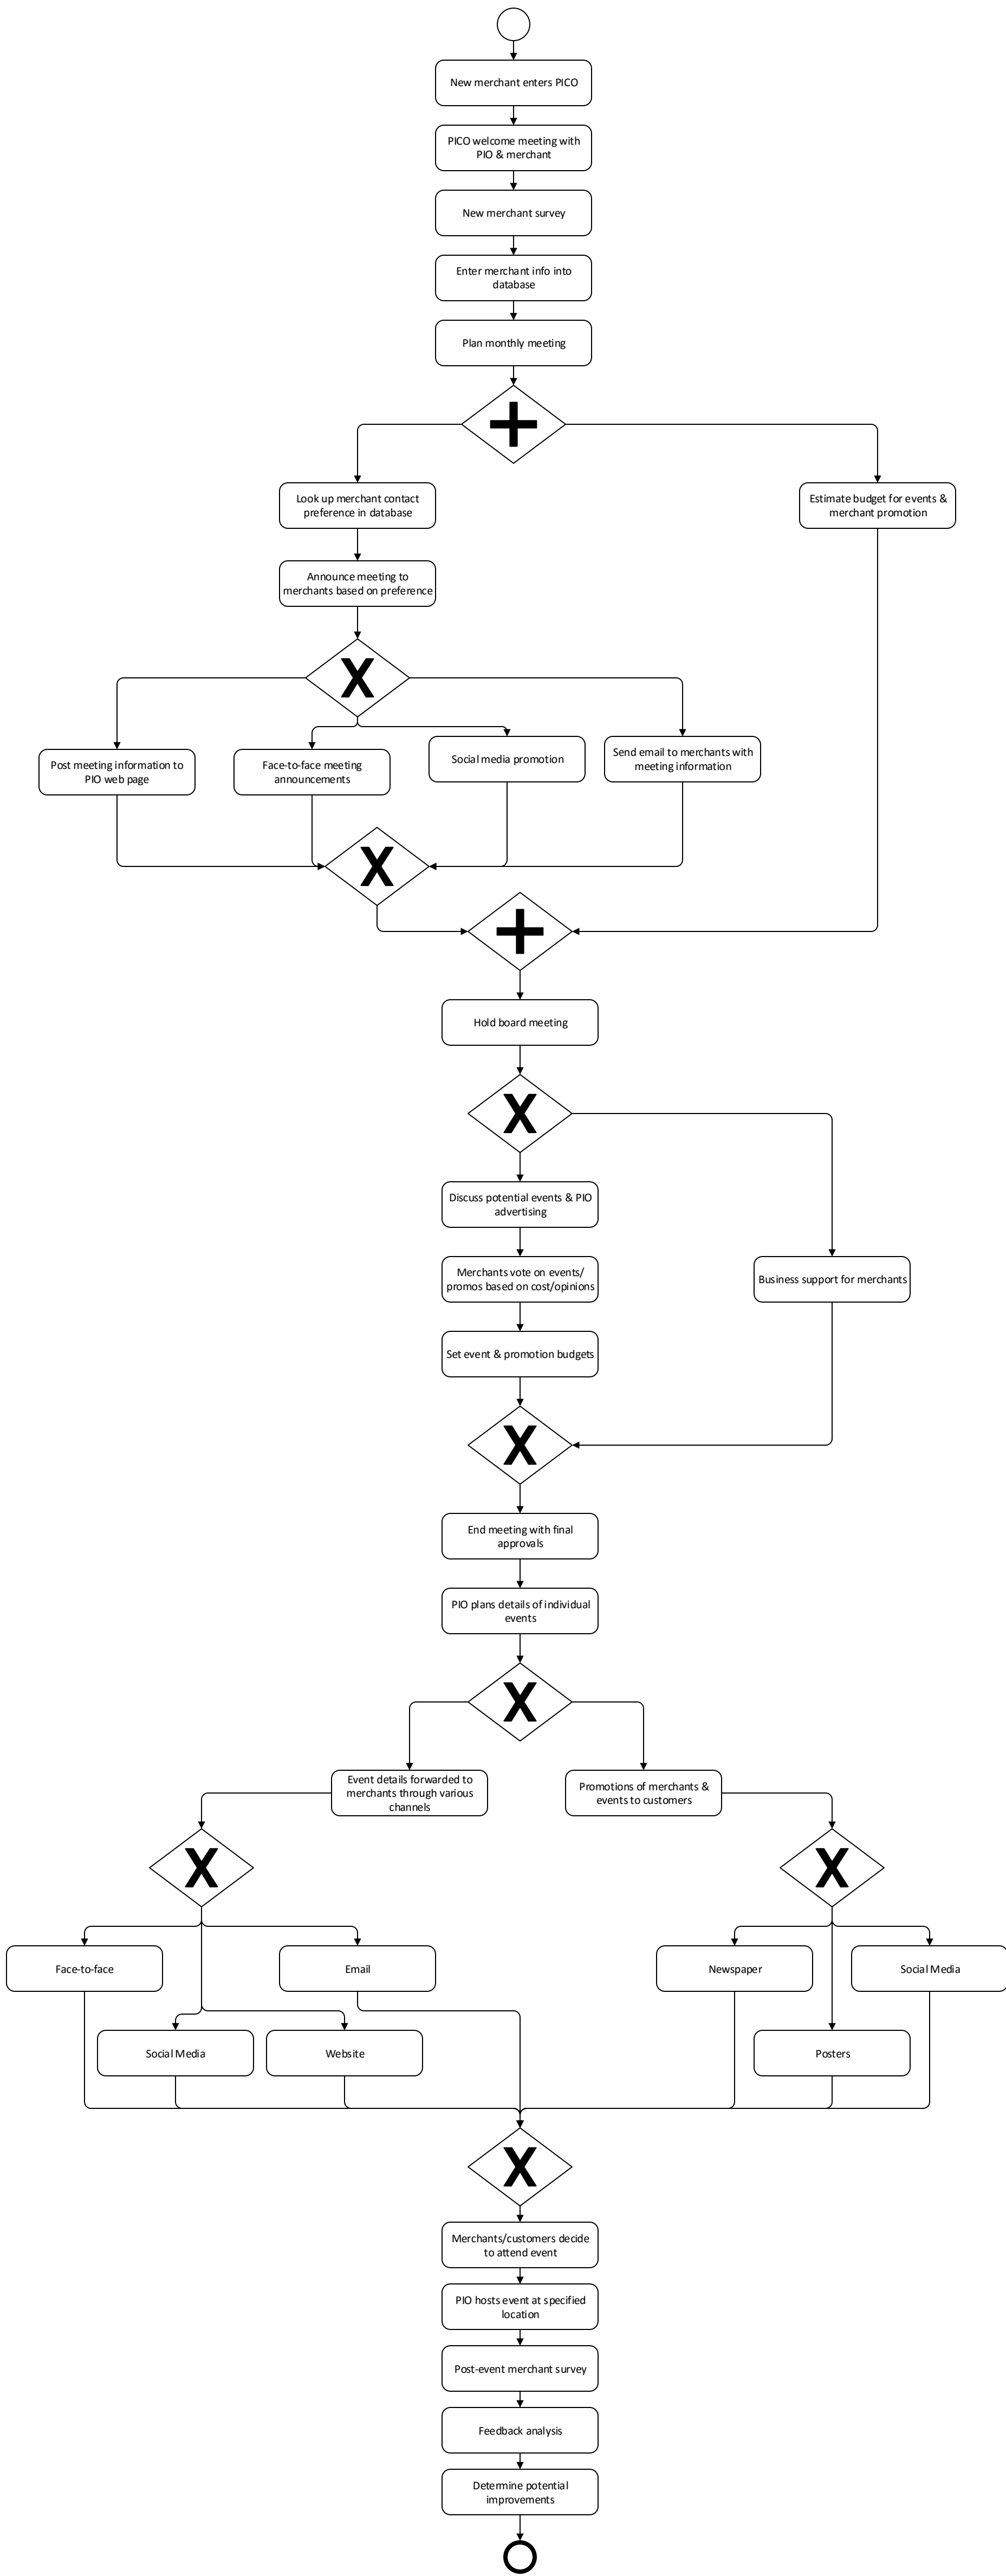 New merchant enters PICO
PICO welcome meeting with
PIO & merchant
New merchant survey
Enter merchant info into
database
Plan monthly meeting
Look up merchant contact
preference in database
Estimate budget for events &
merchant promotion
Announce meeting to
merchants based on preference
X
Post meeting information to
PIO web page
Face-to-face meeting
announcements
Social media promotion
Send email to merchants with
meeting information
X
Hold board meeting
X
Discuss potential events & PIO
advertising
Merchants vote on events/
promos based on cost/opinions
Business support for merchants
Set event & promotion budgets
X
End meeting with final
approvals
PIO plans details of individual
events
X
Event details forwarded to
merchants through various
channels
Promotions of merchants &
events to customers
X
X
Face-to-face
Email
Newspaper
Social Media
Social Media
Website
Posters
X
Merchants/customers decide
to attend event
PIO hosts event at specified
location
Post-event merchant survey
Feedback analysis
Determine potential
improvements